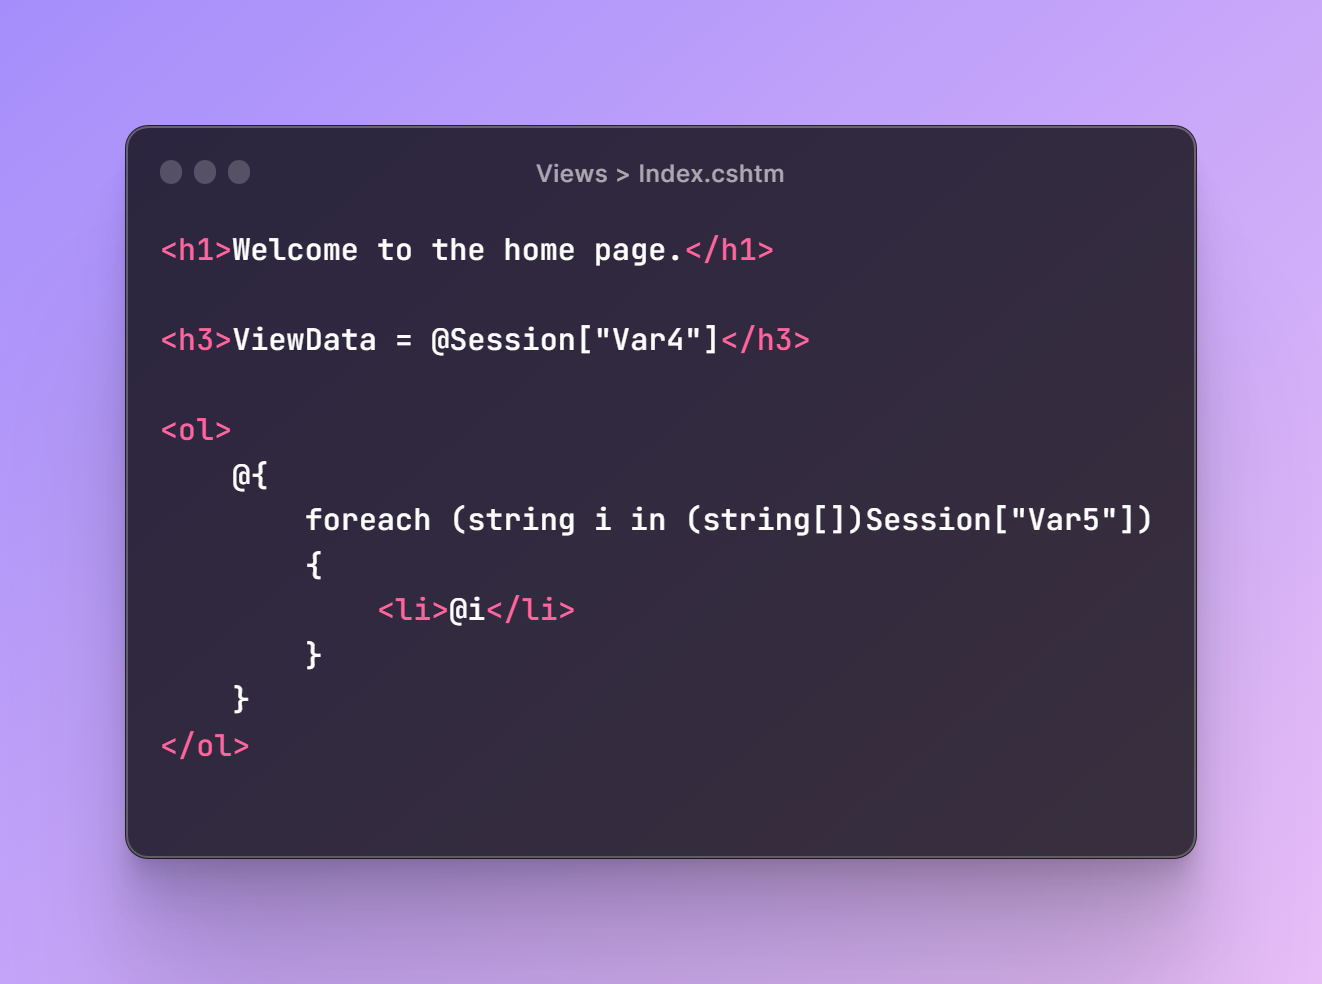 Views > Index.cshtm
<h1>Welcome to the home page.</h1>
<h3>ViewData = @Session["Var4"]</h3>
<ol>
    @{
        foreach (string i in (string[])Session["Var5"])
        {
            <li>@i</li>
        }
    }
</ol>